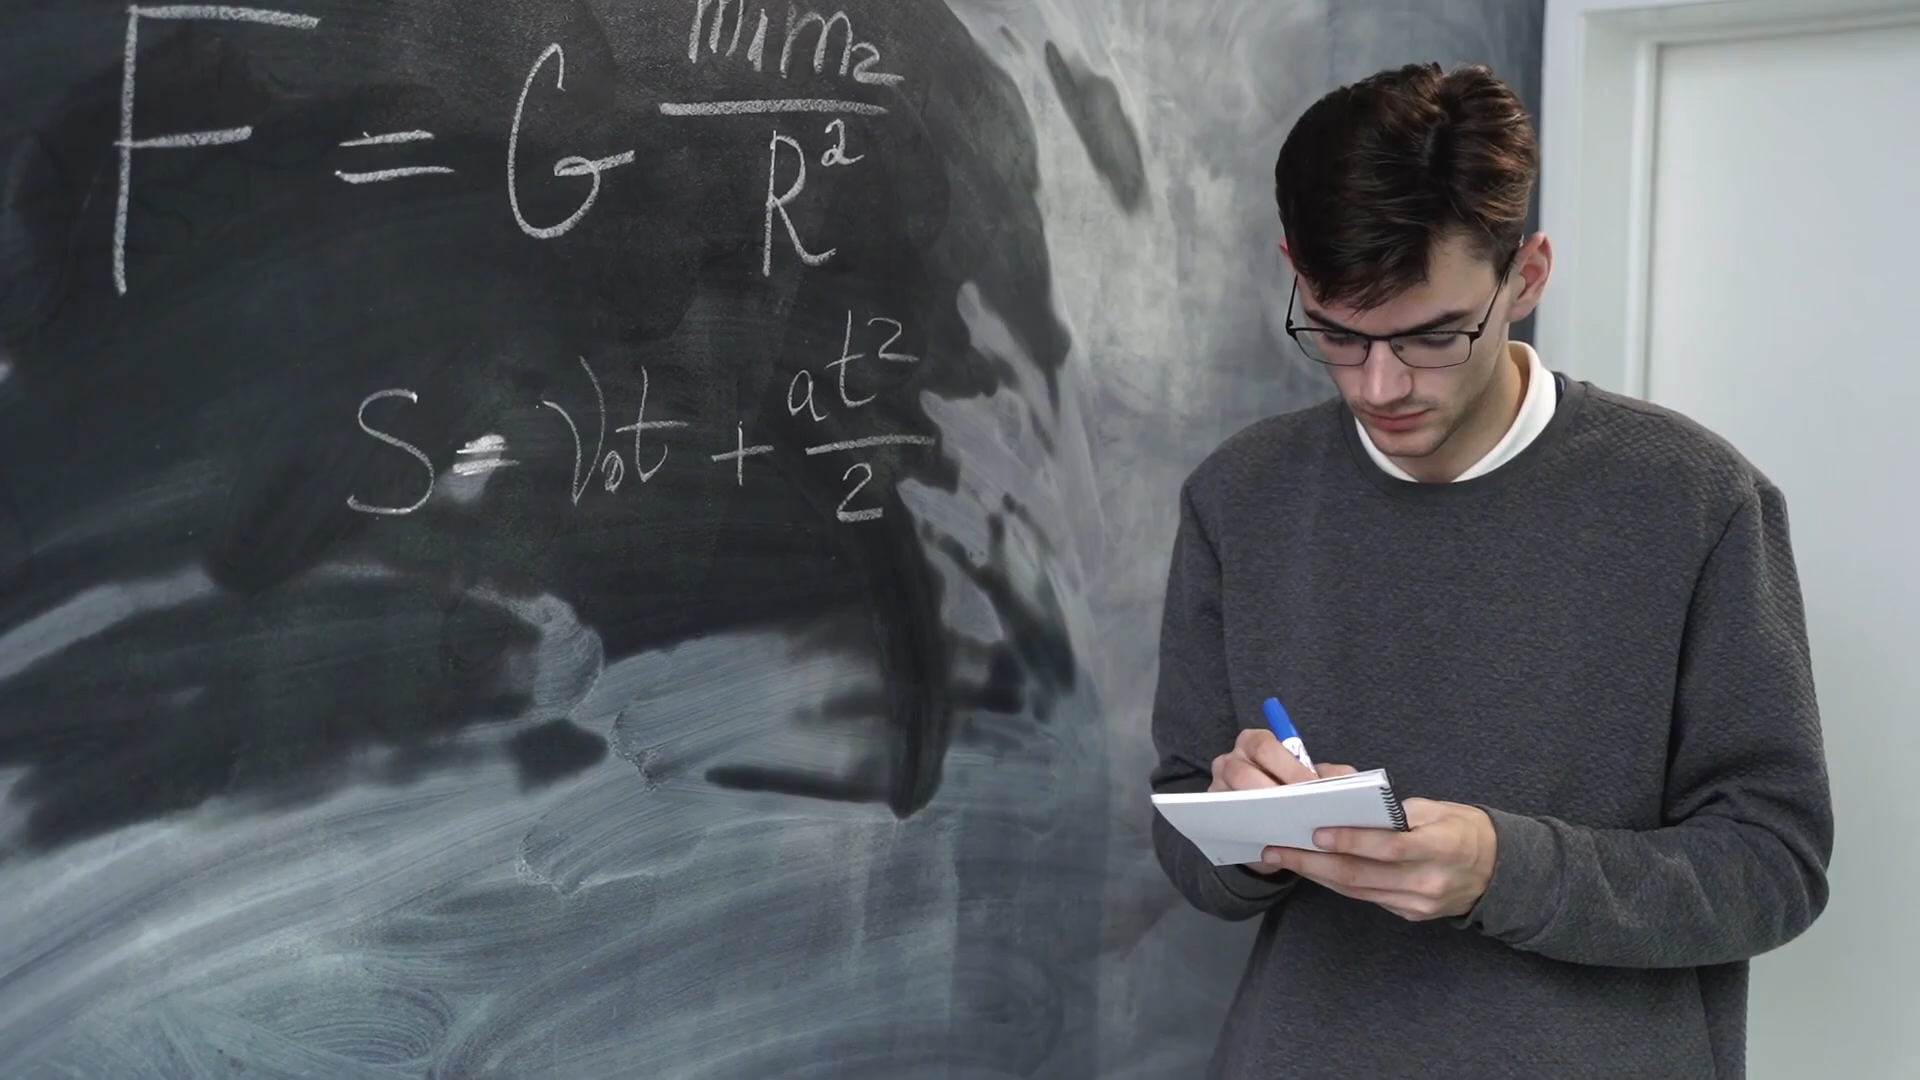 F = G m₁m₂/R²
S = V₀t + at²/2